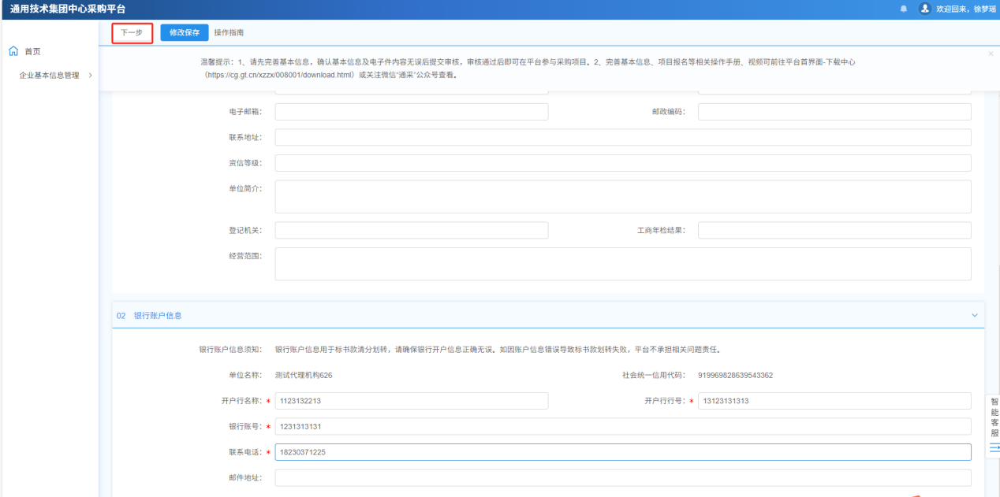 通用技术集团中心采购平台
欢迎回来，徐梦瑶
下一步 修改保存 操作指南
首页
企业基本信息管理
温馨提示：1、请先完善基本信息，确认基本信息及电子件内容无误后提交审核，审核通过后即可在平台参与采购项目。2、完善基本信息、项目报名等相关操作手册、视频可前往平台首界面-下载中心
（https://cg.gt.cn/xzzx/008001/download.html）或关注微信“通采”公众号查看。
电子邮箱： 邮政编码：
联系地址：
资信等级：
单位简介：
登记机关： 工商年检结果：
经营范围：
02 银行账户信息
银行账户信息须知： 银行账户信息用于标书款清分划转，请确保银行开户信息正确无误。如因账户信息错误导致标书款划转失败，平台不承担相关问题责任。
单位名称： 测试代理机构626 社会统一信用代码： 919969828639543362
开户行名称：* 1123132213 开户行行号：* 13123131313
银行账号：* 1231313131
联系电话：* 18230371225
邮件地址：
智能客服